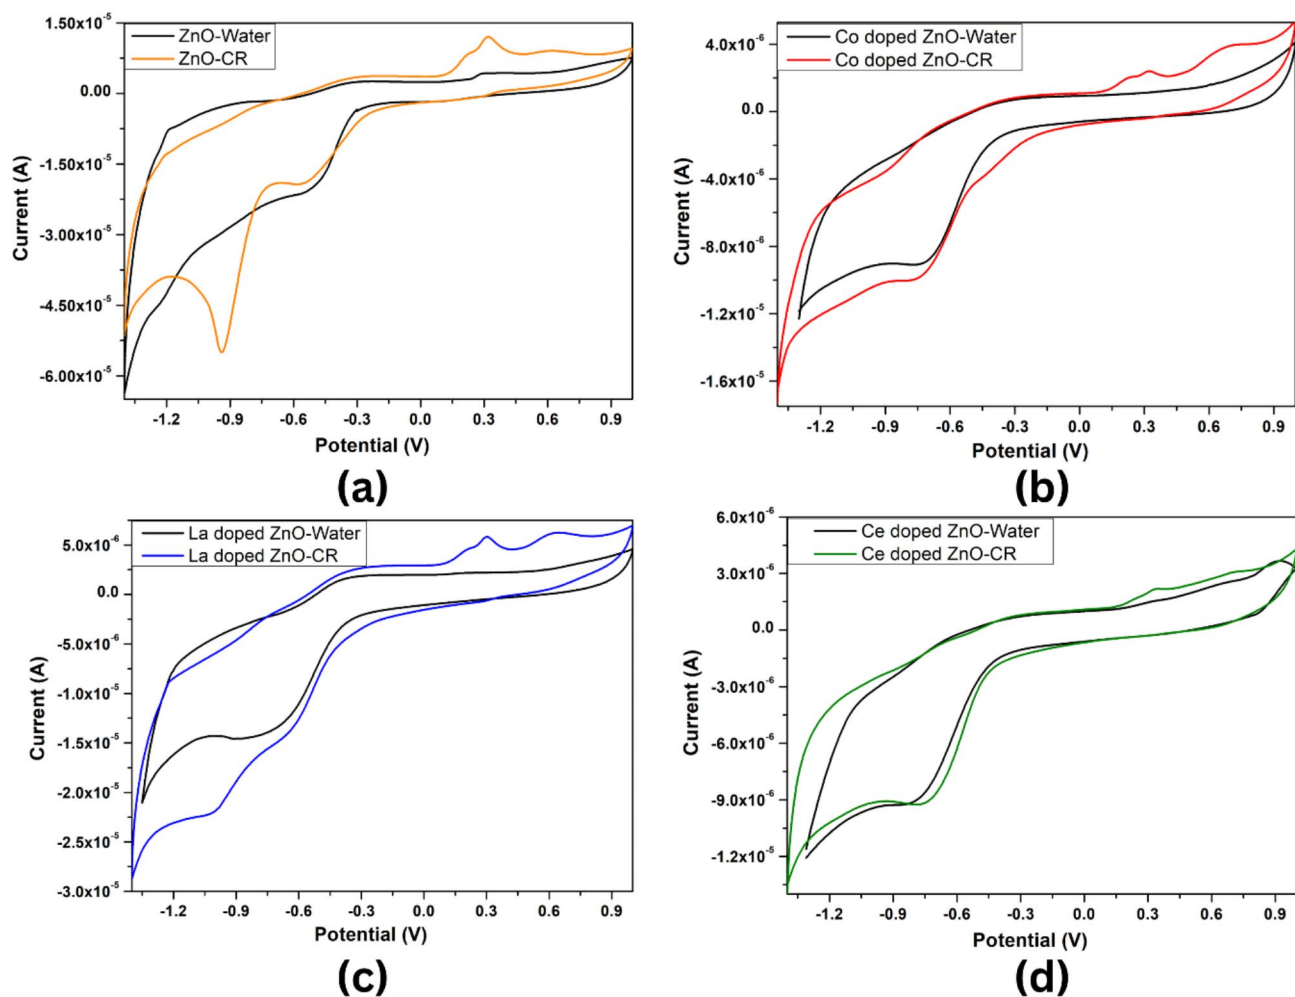 ZnO-Water
ZnO-CR
1.50x10⁻⁵
0.00
-1.50x10⁻⁵
-3.00x10⁻⁵
-4.50x10⁻⁵
-6.00x10⁻⁵
Current (A)
-1.2 -0.9 -0.6 -0.3 0.0 0.3 0.6 0.9
Potential (V)
(a)
Co doped ZnO-Water
Co doped ZnO-CR
4.0x10⁻⁶
0.0
-4.0x10⁻⁶
-8.0x10⁻⁶
-1.2x10⁻⁵
-1.6x10⁻⁵
Current (A)
-1.2 -0.9 -0.6 -0.3 0.0 0.3 0.6 0.9
Potential (V)
(b)
La doped ZnO-Water
La doped ZnO-CR
5.0x10⁻⁶
0.0
-5.0x10⁻⁶
-1.0x10⁻⁵
-1.5x10⁻⁵
-2.0x10⁻⁵
-2.5x10⁻⁵
-3.0x10⁻⁵
Current (A)
-1.2 -0.9 -0.6 -0.3 0.0 0.3 0.6 0.9
Potential (V)
(c)
Ce doped ZnO-Water
Ce doped ZnO-CR
6.0x10⁻⁶
3.0x10⁻⁶
0.0
-3.0x10⁻⁶
-6.0x10⁻⁶
-9.0x10⁻⁶
-1.2x10⁻⁵
Current (A)
-1.2 -0.9 -0.6 -0.3 0.0 0.3 0.6 0.9
Potential (V)
(d)